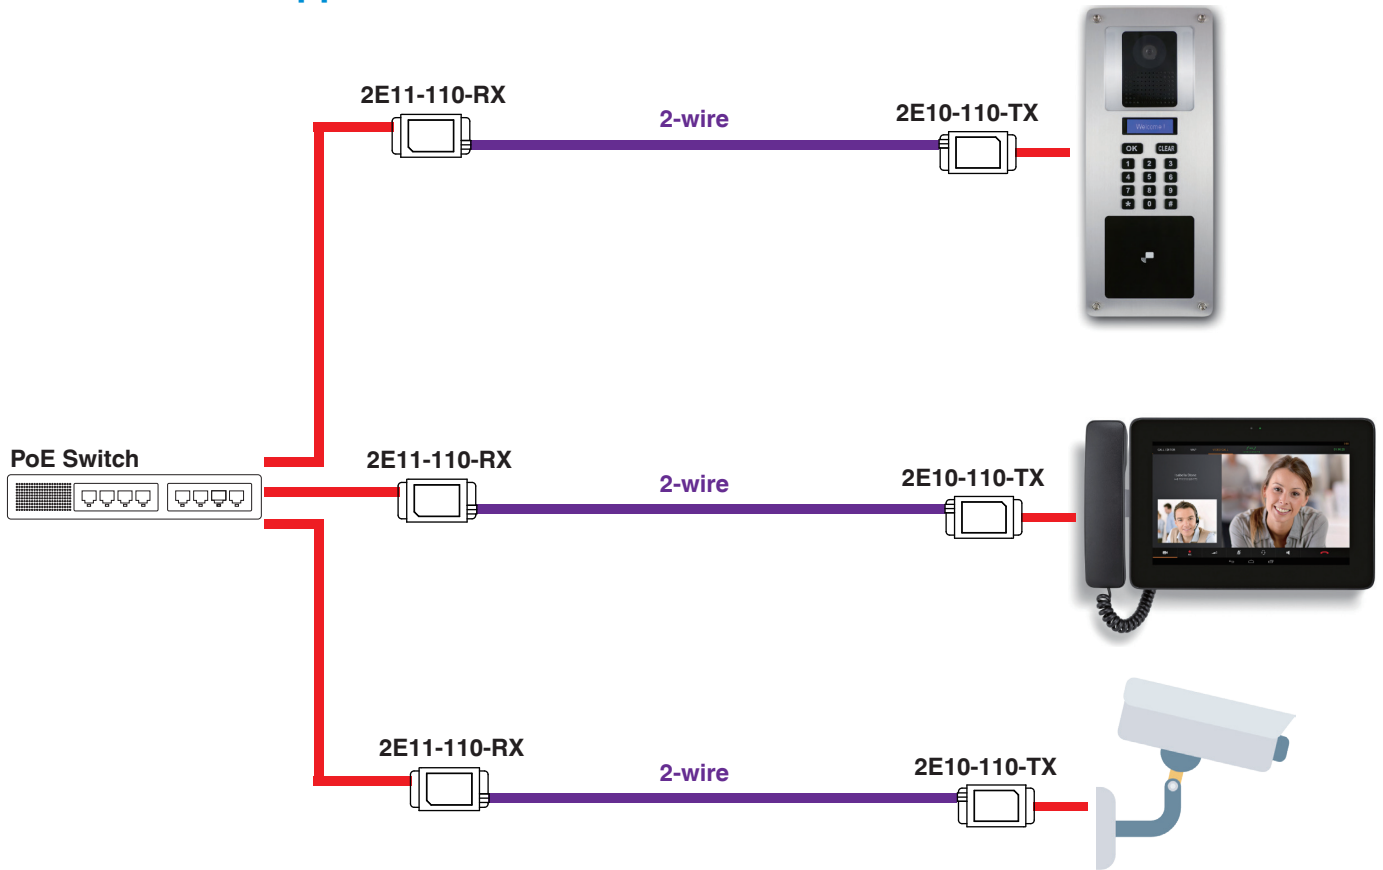 2E11-110-RX
2-wire
2E10-110-TX
Welcome !
OK
CLEAR
1 2 3
4 5 6
7 8 9
* 0 #
PoE Switch
2E11-110-RX
2-wire
2E10-110-TX
2E11-110-RX
2-wire
2E10-110-TX